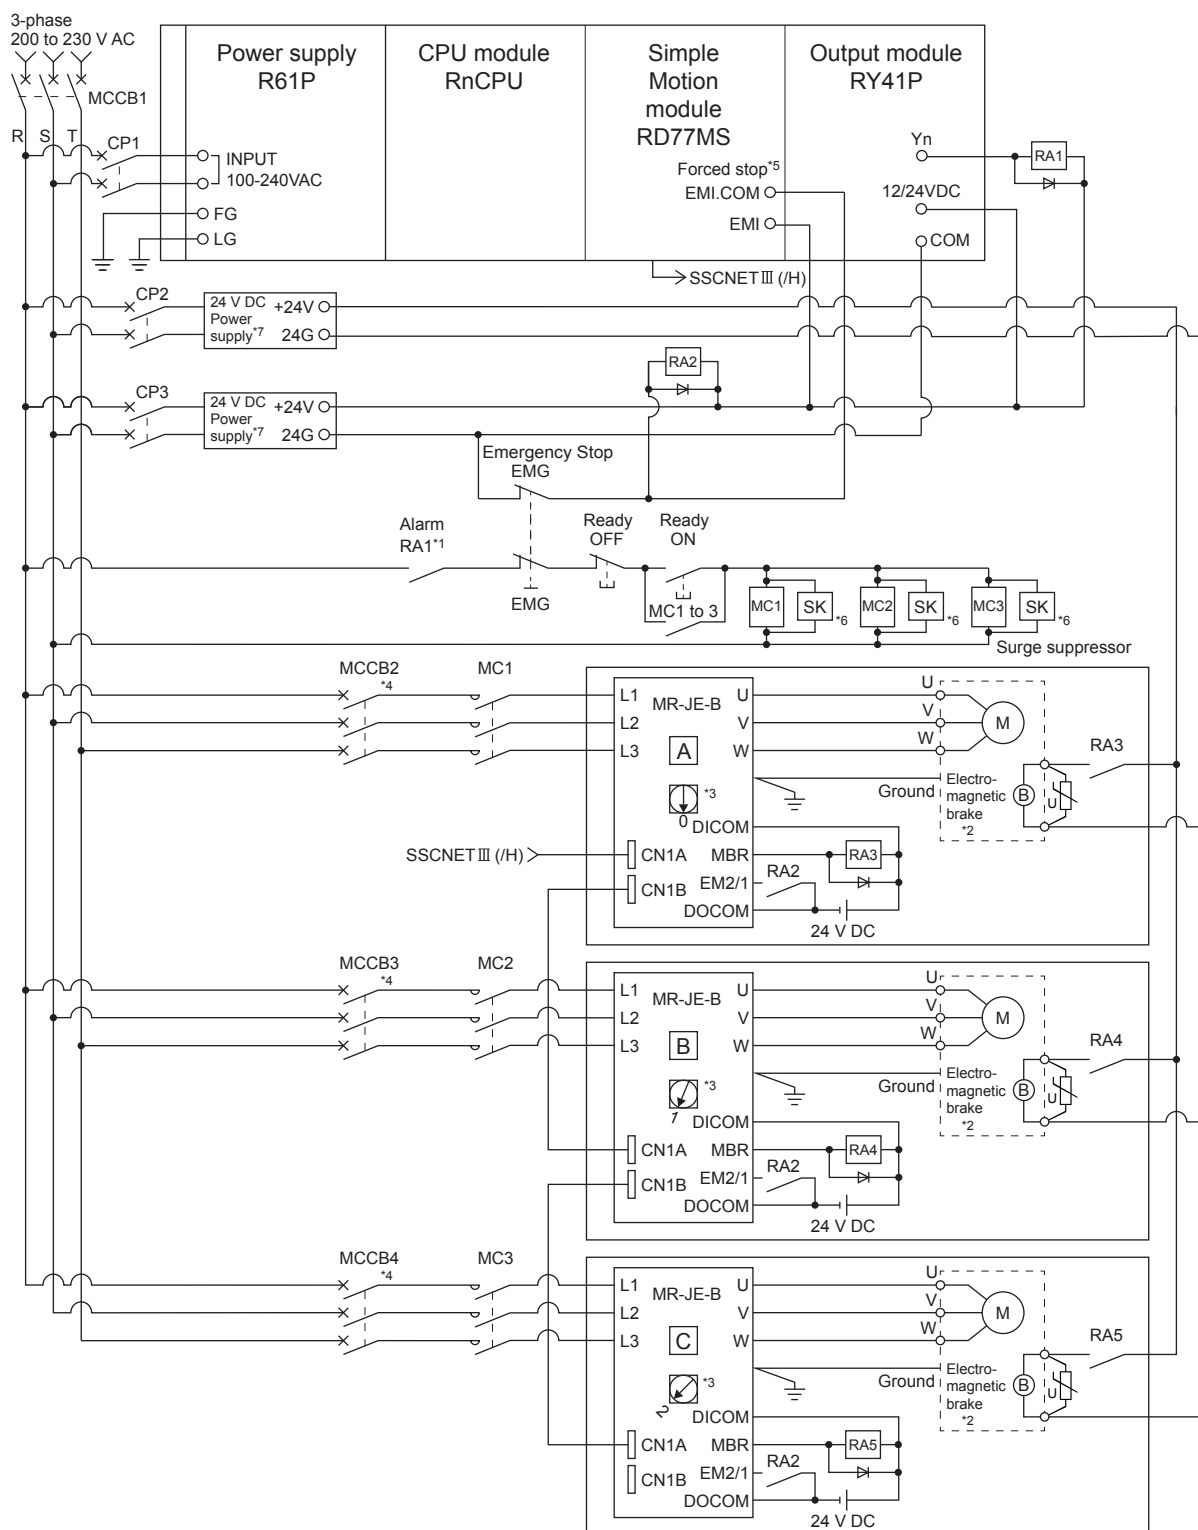 3-phase
200 to 230 V AC
MCCB1
R S T
CP1
Power supply
R61P
CPU module
RnCPU
Simple
Motion
module
RD77MS
Output module
RY41P
INPUT
100-240VAC
FG
LG
Forced stop*5
EMI.COM
EMI
Yn
12/24VDC
COM
RA1
SSCNETⅢ(/H)
CP2
24 V DC
Power
supply*7
+24V
24G
RA2
CP3
24 V DC
Power
supply*7
+24V
24G
Emergency Stop
EMG
Alarm
RA1*1
EMG
Ready
OFF
Ready
ON
MC1 to 3
MC1 SK *6
MC2 SK *6
MC3 SK *6
Surge suppressor
MCCB2
*4
MC1
L1
L2
L3
MR-JE-B
A
*3
0
U
V
W
U
V
W
M
Ground
Electro-
magnetic
brake
*2
B
U
RA3
DICOM
MBR
EM2/1
DOCOM
RA3
RA2
24 V DC
SSCNETⅢ(/H)
CN1A
CN1B
MCCB3
*4
MC2
L1
L2
L3
MR-JE-B
B
*3
1
U
V
W
U
V
W
M
Ground
Electro-
magnetic
brake
*2
B
U
RA4
DICOM
MBR
EM2/1
DOCOM
RA4
RA2
24 V DC
CN1A
CN1B
MCCB4
*4
MC3
L1
L2
L3
MR-JE-B
C
*3
2
U
V
W
U
V
W
M
Ground
Electro-
magnetic
brake
*2
B
U
RA5
DICOM
MBR
EM2/1
DOCOM
RA5
RA2
24 V DC
CN1A
CN1B